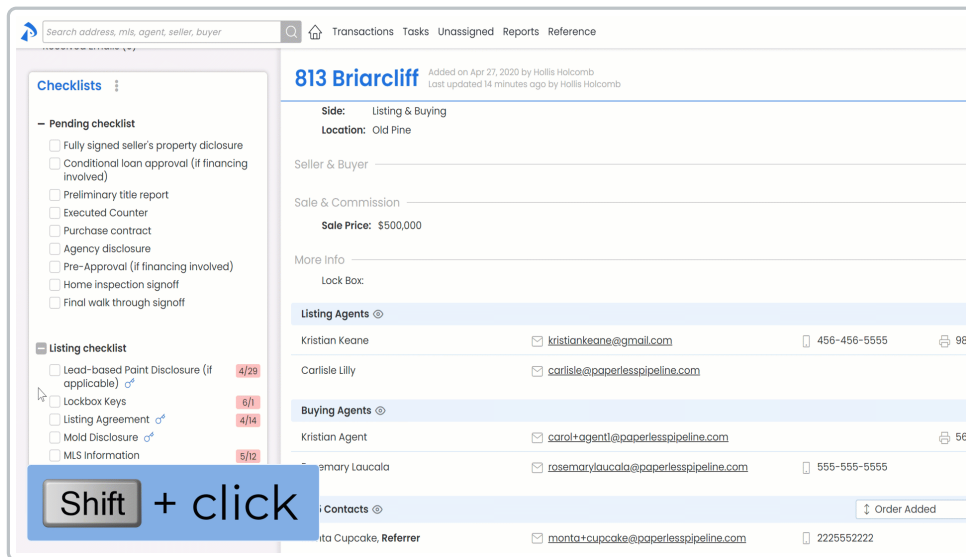 Search address, mls, agent, seller, buyer
Transactions Tasks Unassigned Reports Reference
Checklists
Pending checklist
Fully signed seller's property diclosure
Conditional loan approval (if financing
involved)
Preliminary title report
Executed Counter
Purchase contract
Agency disclosure
Pre-Approval (if financing involved)
Home inspection signoff
Final walk through signoff
Listing checklist
Lead-based Paint Disclosure (if
applicable)
4/29
Lockbox Keys 6/1
Listing Agreement 4/14
Mold Disclosure
MLS Information 5/12
Shift + click
813 Briarcliff
Added on Apr 27, 2020 by Hollis Holcomb
Last updated 14 minutes ago by Hollis Holcomb
Side: Listing & Buying
Location: Old Pine
Seller & Buyer
Sale & Commission
Sale Price: $500,000
More Info
Lock Box:
Listing Agents
Kristian Keane kristiankeane@gmail.com 456-456-5555 98
Carlisle Lilly carlisle@paperlesspipeline.com
Buying Agents
Kristian Agent carol+agent1@paperlesspipeline.com 56
Laucala rosemarylaucala@paperlesspipeline.com 555-555-5555
Contacts Order Added
Cupcake, Referrer monta+cupcake@paperlesspipeline.com 2225552222